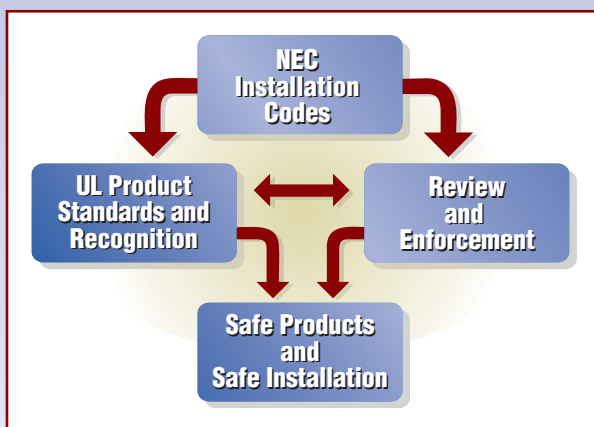 NEC
Installation
Codes
UL Product
Standards and
Recognition
Review
and
Enforcement
Safe Products
and
Safe Installation